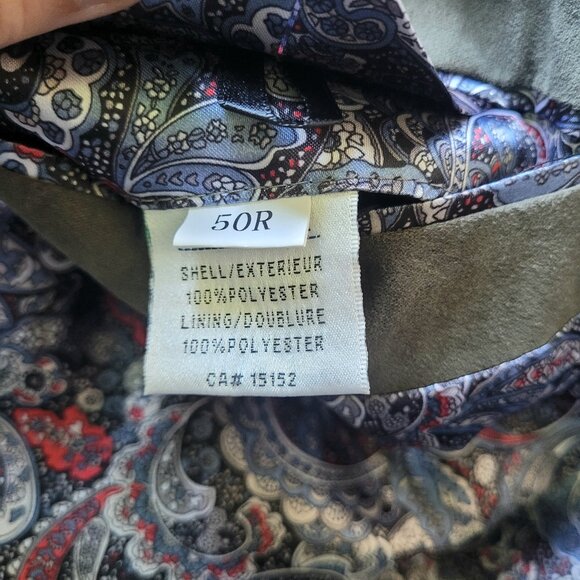 50R
SHELL/EXTERIEUR
100%POLYESTER
LINING/DOUBLURE
100%POLYESTER
CA# 15152